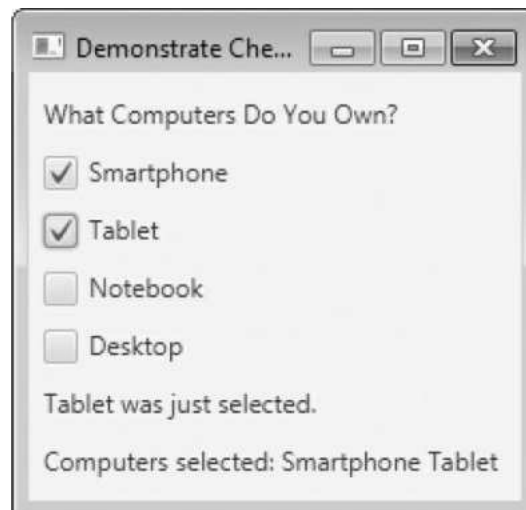 Demonstrate Che...
What Computers Do You Own?
Smartphone
Tablet
Notebook
Desktop
Tablet was just selected.
Computers selected: Smartphone Tablet